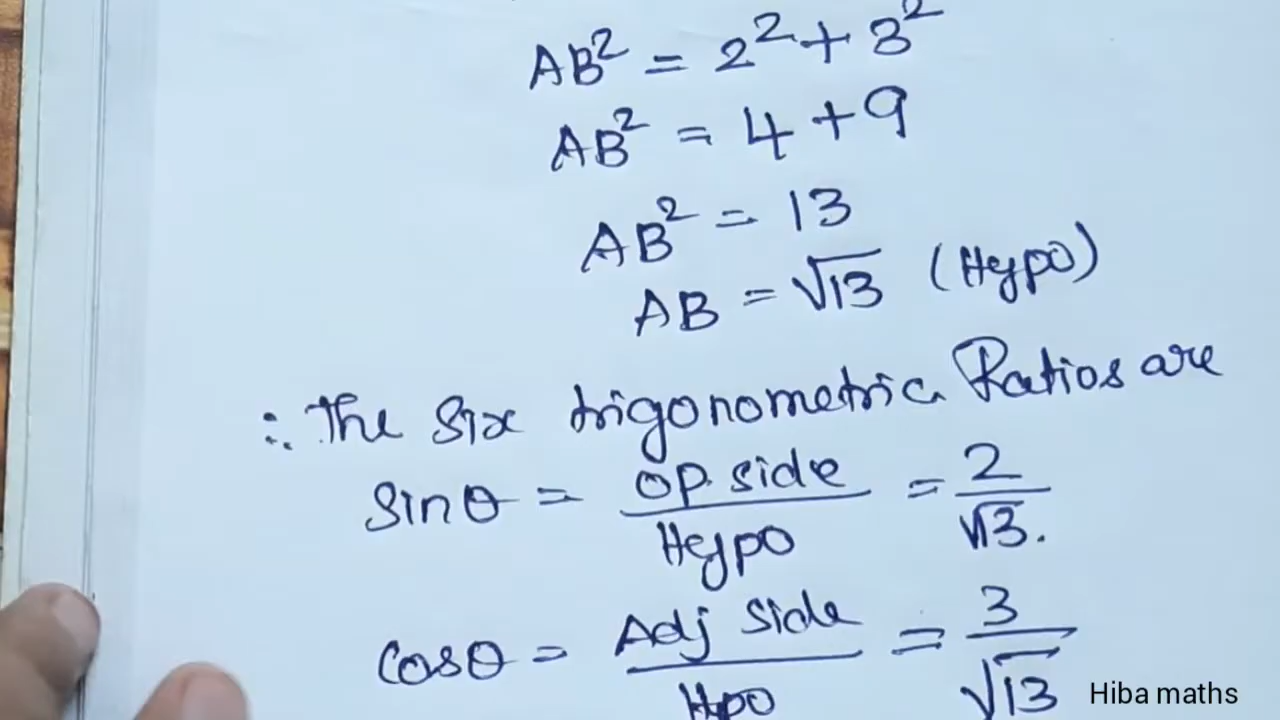 AB² = 2² + 3²
AB² = 4 + 9
AB² = 13
AB = √13 (Hypo)
∴ The Six trigonometric Ratios are
Sinθ = OP. side / Hypo = 2 / √13.
Cosθ = Adj Side / Hpo = 3 / √13
Hiba maths